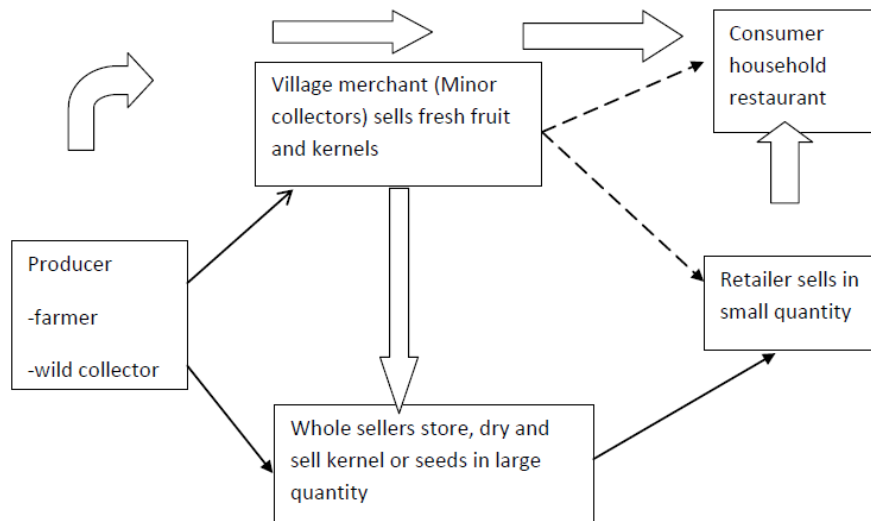 Consumer
household
restaurant
Village merchant (Minor
collectors) sells fresh fruit
and kernels
Producer
-farmer
-wild collector
Retailer sells in
small quantity
Whole sellers store, dry and
sell kernel or seeds in large
quantity